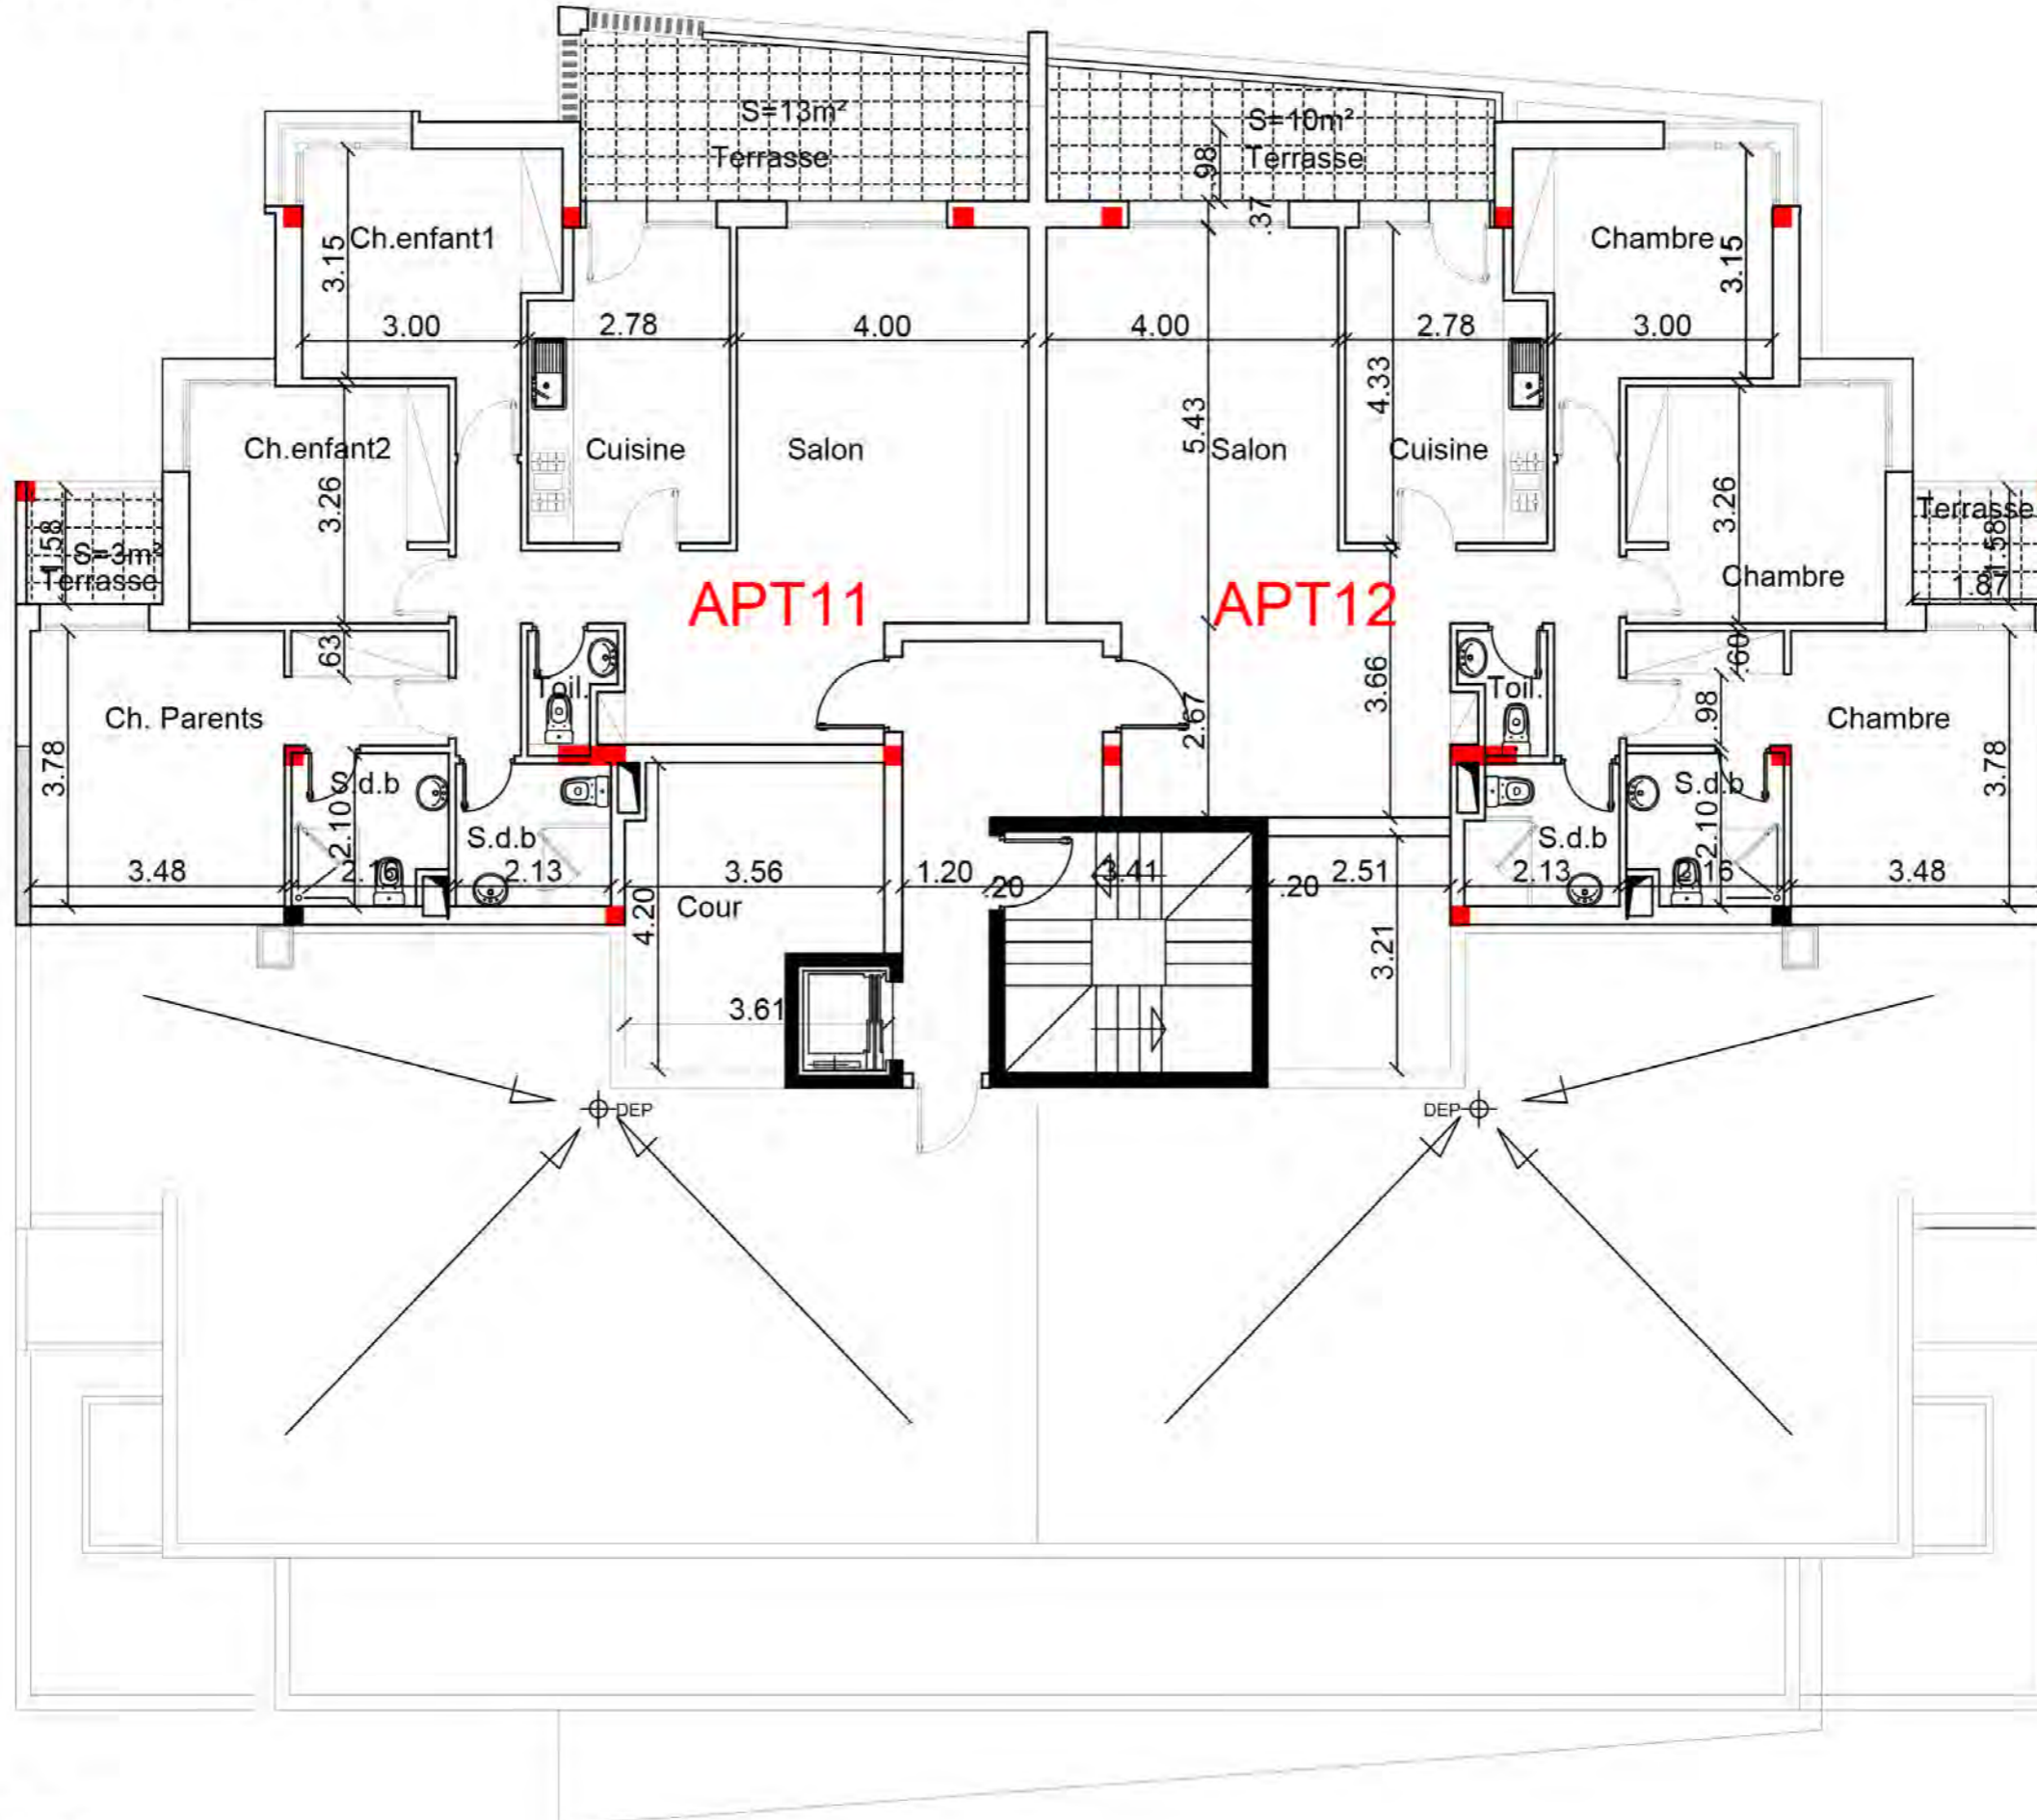 S=13m²
Terrasse
S=10m²
Terrasse
.98
.37
Ch.enfant1
3.15
Chambre
3.15
3.00
2.78
4.00
4.00
2.78
3.00
4.33
5.43
Ch.enfant2
Cuisine
Salon
Salon
Cuisine
3.26
3.26
1.58
S=3m²
Terrasse
Terrasse
1.58
1.87
Chambre
APT11
APT12
.63
.60
Toil.
Toil.
3.66
2.67
.98
Ch. Parents
Chambre
3.78
3.78
S.d.b
2.10
S.d.b
S.d.b
S.d.b
2.10
3.48
2.16
2.13
3.56
1.20
.20
3.41
.20
2.51
2.13
2.16
3.48
Cour
4.20
3.21
3.61
DEP
DEP